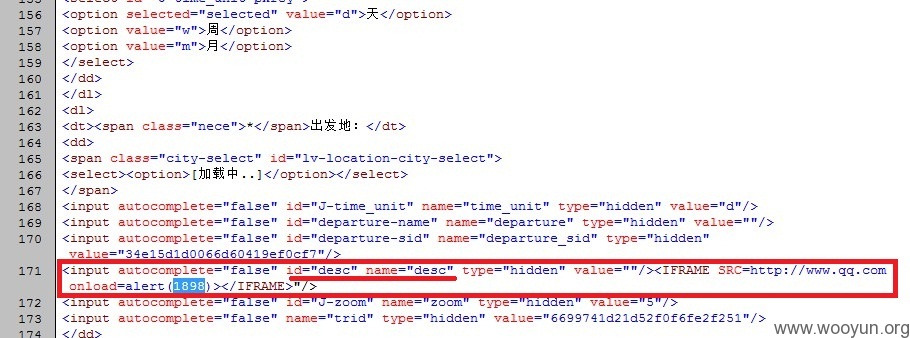 156 <option selected="selected" value="d">天</option>
157 <option value="w">周</option>
158 <option value="m">月</option>
159 </select>
160 </dd>
161 </dl>
162 <dl>
163 <dt><span class="nece">*</span>出发地：</dt>
164 <dd>
165 <span class="city-select" id="lv-location-city-select">
166 <select><option>[加载中..]</option></select>
167 </span>
168 <input autocomplete="false" id="J-time_unit" name="time_unit" type="hidden" value="d"/>
169 <input autocomplete="false" id="departure-name" name="departure" type="hidden" value=""/>
170 <input autocomplete="false" id="departure-sid" name="departure_sid" type="hidden"
value="34e15d1d0066d60419ef0cf7"/>
171 <input autocomplete="false" id="desc" name="desc" type="hidden" value=""/><IFRAME SRC=http://www.qq.com
onload=alert(1898)></IFRAME>"/>
172 <input autocomplete="false" id="J-zoom" name="zoom" type="hidden" value="5"/>
173 <input autocomplete="false" name="trid" type="hidden" value="6699741d21d52f0f6fe2f251"/>
174 </dd>
www.wooyun.org